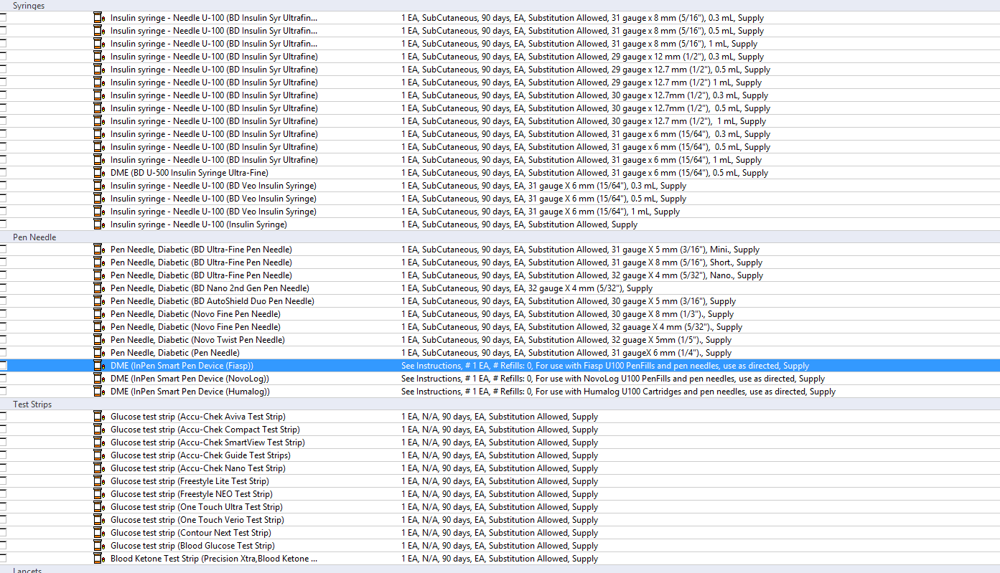 Syringes
Insulin syringe - Needle U-100 (BD Insulin Syr Ultrafin... 1 EA, SubCutaneous, 90 days, EA, Substitution Allowed, 31 gauge x 8 mm (5/16"), 0.3 mL, Supply
Insulin syringe - Needle U-100 (BD Insulin Syr Ultrafin... 1 EA, SubCutaneous, 90 days, EA, Substitution Allowed, 31 gauge x 8 mm (5/16"), 0.5 mL, Supply
Insulin syringe - Needle U-100 (BD Insulin Syr Ultrafin... 1 EA, SubCutaneous, 90 days, EA, Substitution Allowed, 31 gauge x 8 mm (5/16"), 1 mL, Supply
Insulin syringe - Needle U-100 (BD Insulin Syr Ultrafine) 1 EA, SubCutaneous, 90 days, EA, Substitution Allowed, 29 gauge x 12 mm (1/2"), 0.3 mL, Supply
Insulin syringe - Needle U-100 (BD Insulin Syr Ultrafine) 1 EA, SubCutaneous, 90 days, EA, Substitution Allowed, 29 gauge x 12.7 mm (1/2"), 0.5 mL, Supply
Insulin syringe - Needle U-100 (BD Insulin Syr Ultrafine) 1 EA, SubCutaneous, 90 days, EA, Substitution Allowed, 29 gauge x 12.7 mm (1/2") 1 mL, Supply
Insulin syringe - Needle U-100 (BD Insulin Syr Ultrafine) 1 EA, SubCutaneous, 90 days, EA, Substitution Allowed, 30 gauge x 12.7mm (1/2"), 0.3 mL, Supply
Insulin syringe - Needle U-100 (BD Insulin Syr Ultrafine) 1 EA, SubCutaneous, 90 days, EA, Substitution Allowed, 30 gauge x 12.7mm (1/2"), 0.5 mL, Supply
Insulin syringe - Needle U-100 (BD Insulin Syr Ultrafine) 1 EA, SubCutaneous, 90 days, EA, Substitution Allowed, 30 gauge x 12.7 mm (1/2"), 1 mL, Supply
Insulin syringe - Needle U-100 (BD Insulin Syr Ultrafine) 1 EA, SubCutaneous, 90 days, EA, Substitution Allowed, 31 gauge x 6 mm (15/64"), 0.3 mL, Supply
Insulin syringe - Needle U-100 (BD Insulin Syr Ultrafine) 1 EA, SubCutaneous, 90 days, EA, Substitution Allowed, 31 gauge x 6 mm (15/64"), 0.5 mL, Supply
Insulin syringe - Needle U-100 (BD Insulin Syr Ultrafine) 1 EA, SubCutaneous, 90 days, EA, Substitution Allowed, 31 gauge x 6 mm (15/64"), 1 mL, Supply
DME (BD U-500 Insulin Syringe Ultra-Fine) 1 EA, SubCutaneous, 90 days, EA, Substitution Allowed, 31 gauge x 6 mm (15/64"), 0.5 mL, Supply
Insulin syringe - Needle U-100 (BD Veo Insulin Syringe) 1 EA, SubCutaneous, 90 days, EA, 31 gauge X 6 mm (15/64"), 0.3 mL, Supply
Insulin syringe - Needle U-100 (BD Veo Insulin Syringe) 1 EA, SubCutaneous, 90 days, EA, 31 gauge X 6 mm (15/64"), 0.5 mL, Supply
Insulin syringe - Needle U-100 (BD Veo Insulin Syringe) 1 EA, SubCutaneous, 90 days, EA, 31 gauge X 6 mm (15/64"), 1 mL, Supply
Insulin syringe - Needle U-100 (Insulin Syringe) 1 EA, SubCutaneous, 90 days, EA, Substitution Allowed, Supply
Pen Needle
Pen Needle, Diabetic (BD Ultra-Fine Pen Needle) 1 EA, SubCutaneous, 90 days, EA, Substitution Allowed, 31 gauge X 5 mm (3/16"), Mini., Supply
Pen Needle, Diabetic (BD Ultra-Fine Pen Needle) 1 EA, SubCutaneous, 90 days, EA, Substitution Allowed, 31 gauge X 8 mm (5/16"), Short., Supply
Pen Needle, Diabetic (BD Ultra-Fine Pen Needle) 1 EA, SubCutaneous, 90 days, EA, Substitution Allowed, 32 gauge X 4 mm (5/32"), Nano., Supply
Pen Needle, Diabetic (BD Nano 2nd Gen Pen Needle) 1 EA, SubCutaneous, 90 days, EA, 32 gauge X 4 mm (5/32"), Supply
Pen Needle, Diabetic (BD AutoShield Duo Pen Needle) 1 EA, SubCutaneous, 90 days, EA, Substitution Allowed, 30 gauge X 5 mm (3/16"), Supply
Pen Needle, Diabetic (Novo Fine Pen Needle) 1 EA, SubCutaneous, 90 days, EA, Substitution Allowed, 30 gauge X 8 mm (1/3")., Supply
Pen Needle, Diabetic (Novo Fine Pen Needle) 1 EA, SubCutaneous, 90 days, EA, Substitution Allowed, 32 gauage X 4 mm (5/32")., Supply
Pen Needle, Diabetic (Novo Twist Pen Needle) 1 EA, SubCutaneous, 90 days, EA, Substitution Allowed, 32 guage X 5mm (1/5")., Supply
Pen Needle, Diabetic (Pen Needle) 1 EA, SubCutaneous, 90 days, EA, Substitution Allowed, 31 gaugeX 6 mm (1/4")., Supply
DME (InPen Smart Pen Device (Fiasp)) See Instructions, # 1 EA, # Refills: 0, For use with Fiasp U100 PenFills and pen needles, use as directed, Supply
DME (InPen Smart Pen Device (NovoLog)) See Instructions, # 1 EA, # Refills: 0, For use with NovoLog U100 PenFills and pen needles, use as directed, Supply
DME (InPen Smart Pen Device (Humalog)) See Instructions, # 1 EA, # Refills: 0, For use with Humalog U100 Cartridges and pen needles, use as directed, Supply
Test Strips
Glucose test strip (Accu-Chek Aviva Test Strip) 1 EA, N/A, 90 days, EA, Substitution Allowed, Supply
Glucose test strip (Accu-Chek Compact Test Strip) 1 EA, N/A, 90 days, EA, Substitution Allowed, Supply
Glucose test strip (Accu-Chek SmartView Test Strip) 1 EA, N/A, 90 days, EA, Substitution Allowed, Supply
Glucose test strip (Accu-Chek Guide Test Strips) 1 EA, N/A, 90 days, EA, Substitution Allowed, Supply
Glucose test strip (Accu-Chek Nano Test Strip) 1 EA, N/A, 90 days, EA, Substitution Allowed, Supply
Glucose test strip (Freestyle Lite Test Strip) 1 EA, N/A, 90 days, EA, Substitution Allowed, Supply
Glucose test strip (Freestyle NEO Test Strip) 1 EA, N/A, 90 days, EA, Substitution Allowed, Supply
Glucose test strip (One Touch Ultra Test Strip) 1 EA, N/A, 90 days, EA, Substitution Allowed, Supply
Glucose test strip (One Touch Verio Test Strip) 1 EA, N/A, 90 days, EA, Substitution Allowed, Supply
Glucose test strip (Contour Next Test Strip) 1 EA, N/A, 90 days, EA, Substitution Allowed, Supply
Glucose test strip (Blood Glucose Test Strip) 1 EA, N/A, 90 days, EA, Substitution Allowed, Supply
Blood Ketone Test Strip (Precision Xtra,Blood Ketone ... 1 EA, N/A, 90 days, EA, Substitution Allowed, Supply
Lancets